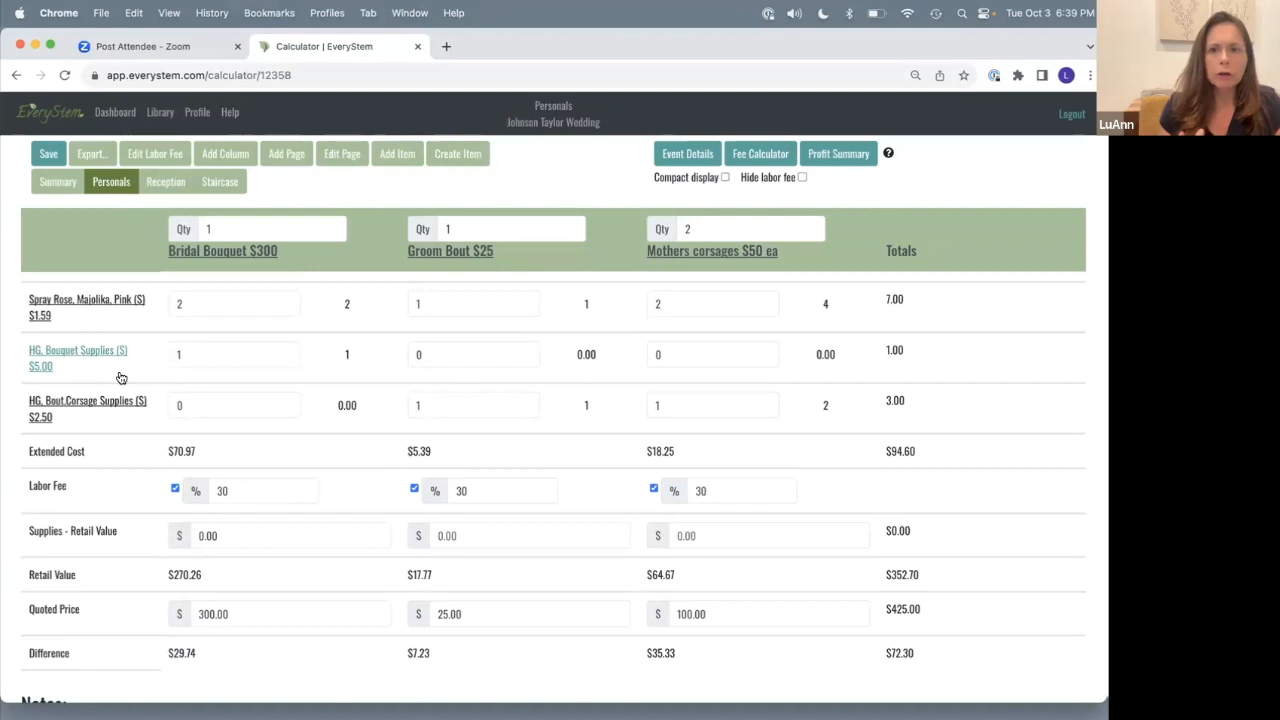 Chrome File Edit View History Bookmarks Profiles Tab Window Help Tue Oct 3 6:39 PM
Post Attendee - Zoom Calculator | EveryStem
app.everystem.com/calculator/12358 L
EveryStem. Dashboard Library Profile Help Personals Logout
Johnson Taylor Wedding
LuAnn
Save Export... Edit Labor Fee Add Column Add Page Edit Page Add Item Create Item Event Details Fee Calculator Profit Summary ?
Summary Personals Reception Staircase Compact display Hide labor fee
Qty 1 Qty 1 Qty 2
Bridal Bouquet $300 Groom Bout $25 Mothers corsages $50 ea Totals
Spray Rose, Majolika, Pink (S) 2 2 1 1 2 4 7.00
$1.59
HG, Bouquet Supplies (S) 1 1 0 0.00 0 0.00 1.00
$5.00
HG, Bout.Corsage Supplies (S) 0 0.00 1 1 1 2 3.00
$2.50
Extended Cost $70.97 $5.39 $18.25 $94.60
Labor Fee % 30 % 30 % 30
Supplies - Retail Value $ 0.00 $ 0.00 $ 0.00 $0.00
Retail Value $270.26 $17.77 $64.67 $352.70
Quoted Price $ 300.00 $ 25.00 $ 100.00 $425.00
Difference $29.74 $7.23 $35.33 $72.30
Notes: